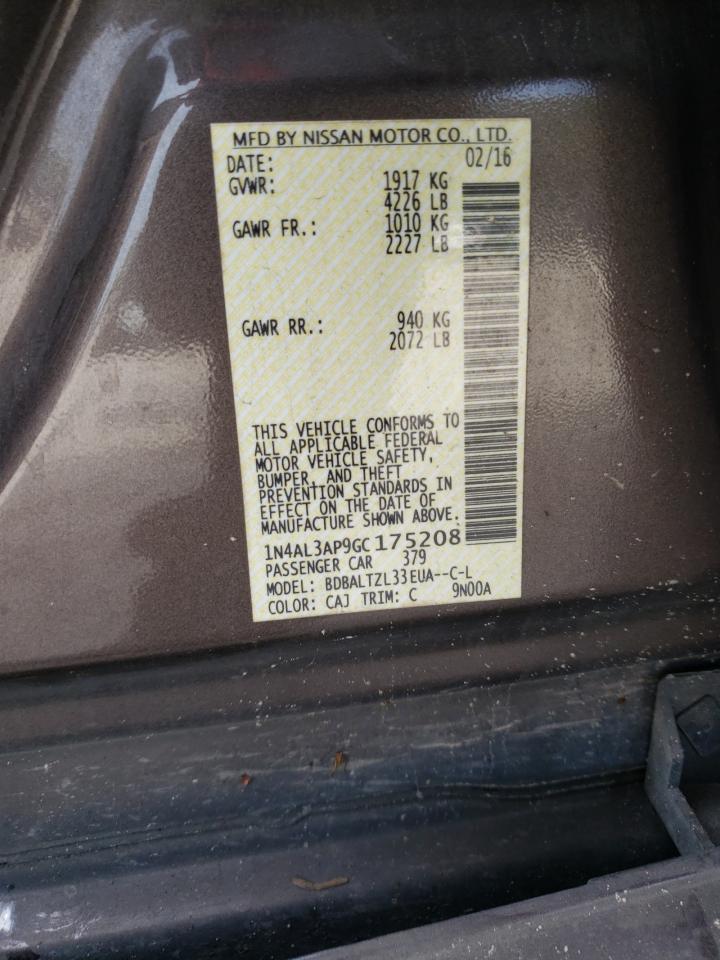 MFD BY NISSAN MOTOR CO., LTD.
DATE: 02/16
GVWR: 1917 KG
4226 LB
GAWR FR.: 1010 KG
2227 LB
GAWR RR.: 940 KG
2072 LB
THIS VEHICLE CONFORMS TO
ALL APPLICABLE FEDERAL
MOTOR VEHICLE SAFETY,
BUMPER, AND THEFT
PREVENTION STANDARDS IN
EFFECT ON THE DATE OF
MANUFACTURE SHOWN ABOVE.
1N4AL3AP9GC175208
PASSENGER CAR 379
MODEL: BDBALTZL33EUA--C-L
COLOR: CAJ TRIM: C 9N00A